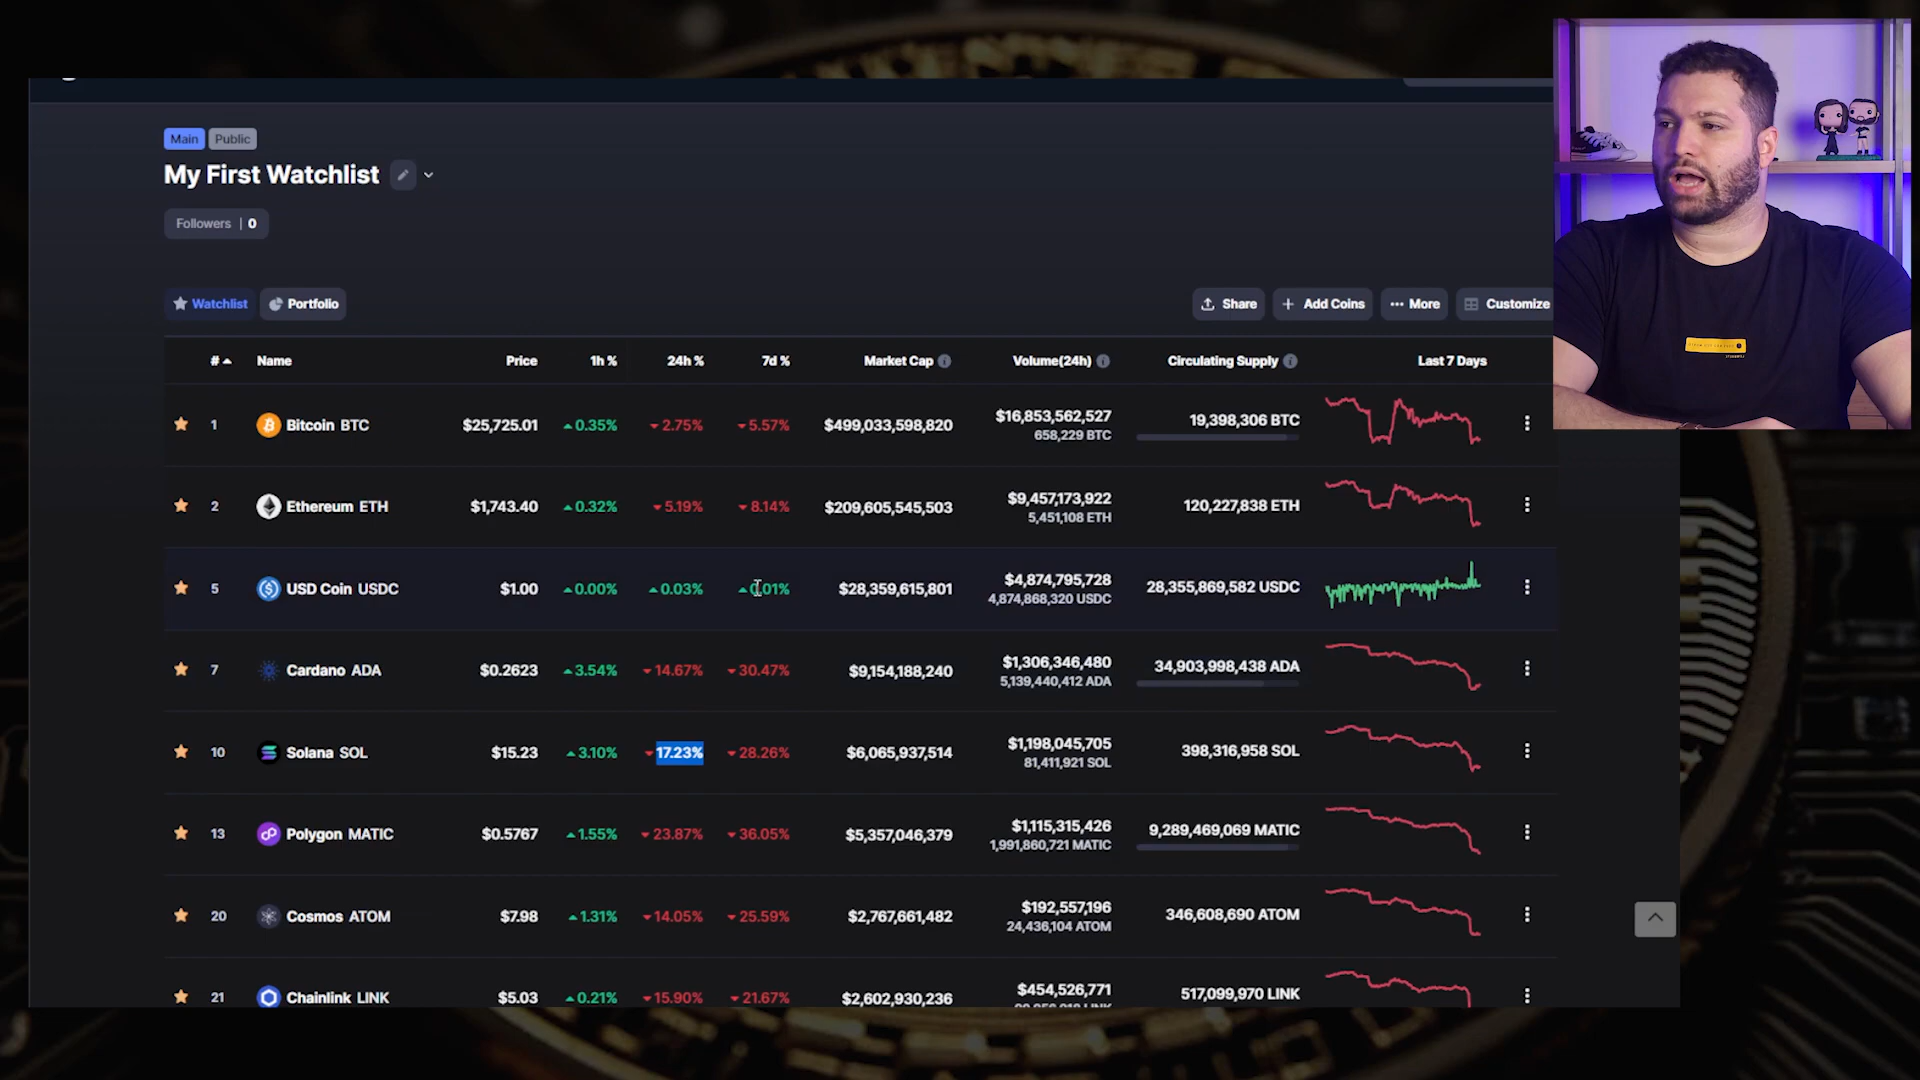 Main Public
My First Watchlist
Followers | 0
Watchlist Portfolio Share Add Coins More Customize
# Name Price 1h % 24h % 7d % Market Cap Volume(24h) Circulating Supply Last 7 Days
1 Bitcoin BTC $25,725.01 0.35% 2.75% 5.57% $499,033,598,820 $16,853,562,527 19,398,306 BTC
658,229 BTC
2 Ethereum ETH $1,743.40 0.32% 5.19% 8.14% $209,605,545,503 $9,457,173,922 120,227,838 ETH
5,451,108 ETH
5 USD Coin USDC $1.00 0.00% 0.03% 0.01% $28,359,615,801 $4,874,795,728 28,355,869,582 USDC
4,874,868,320 USDC
7 Cardano ADA $0.2623 3.54% 14.67% 30.47% $9,154,188,240 $1,306,346,480 34,903,998,438 ADA
5,139,440,412 ADA
10 Solana SOL $15.23 3.10% 17.23% 28.26% $6,065,937,514 $1,198,045,705 398,316,958 SOL
81,411,921 SOL
13 Polygon MATIC $0.5767 1.55% 23.87% 36.05% $5,357,046,379 $1,115,315,426 9,289,469,069 MATIC
1,991,860,721 MATIC
20 Cosmos ATOM $7.98 1.31% 14.05% 25.59% $2,767,661,482 $192,557,196 346,608,690 ATOM
24,436,104 ATOM
21 Chainlink LINK $5.03 0.21% 15.90% 21.67% $2,602,930,236 $454,526,771 517,099,970 LINK